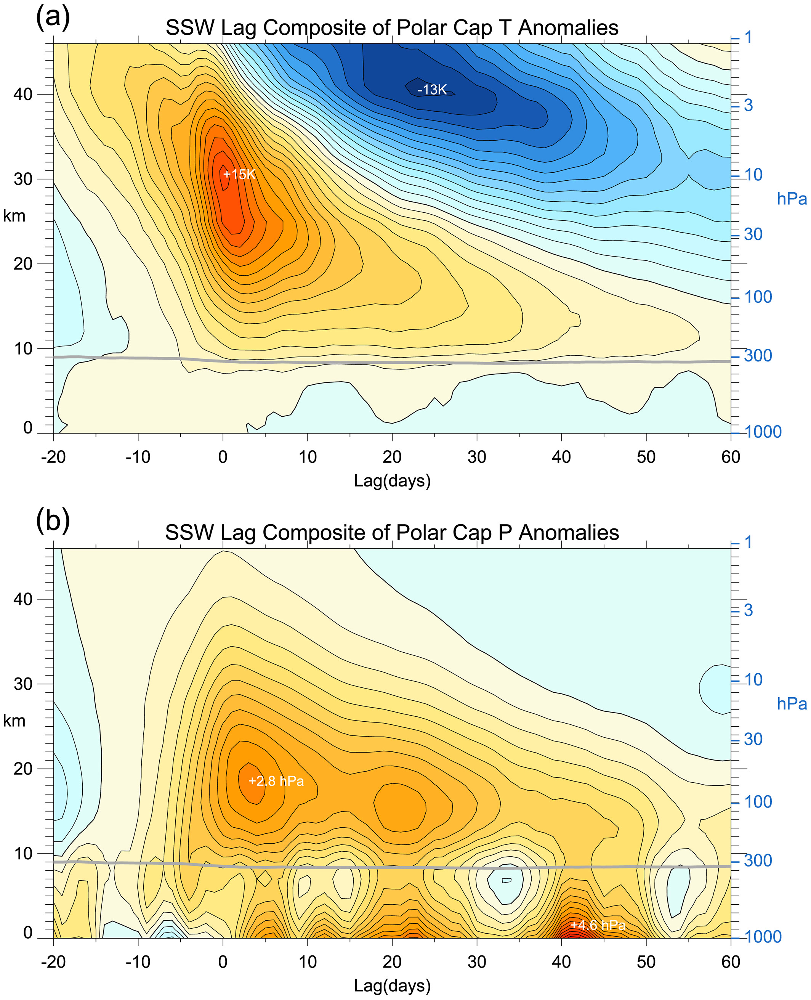 (a)
SSW Lag Composite of Polar Cap T Anomalies
1
40
-13K
3
+15K
30
10
hPa
km
30
20
100
10
300
0
1000
-20 -10 0 10 20 30 40 50 60
Lag(days)
(b)
SSW Lag Composite of Polar Cap P Anomalies
1
40
3
30
10
hPa
km
30
20
+2.8 hPa
100
10
300
+4.6 hPa
0
1000
-20 -10 0 10 20 30 40 50 60
Lag(days)